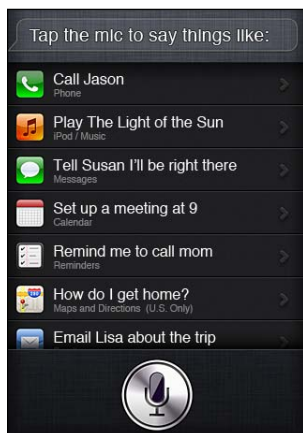 Tap the mic to say things like:
Call Jason
Phone
Play The Light of the Sun
iPod / Music
Tell Susan I'll be right there
Messages
Set up a meeting at 9
Calendar
Remind me to call mom
Reminders
How do I get home?
Maps and Directions (U.S. Only)
Email Lisa about the trip